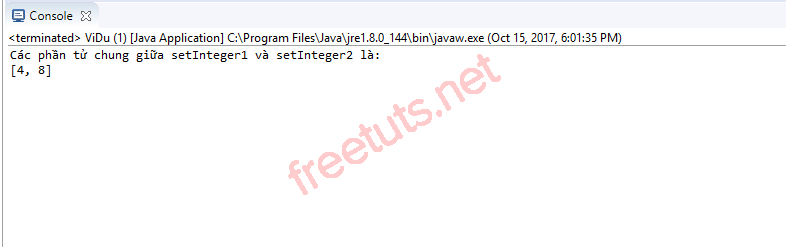 Console
<terminated> ViDu (1) [Java Application] C:\Program Files\Java\jre1.8.0_144\bin\javaw.exe (Oct 15, 2017, 6:01:35 PM)
Các phần tử chung giữa setInteger1 và setInteger2 là:
[4, 8]
freetuts.net